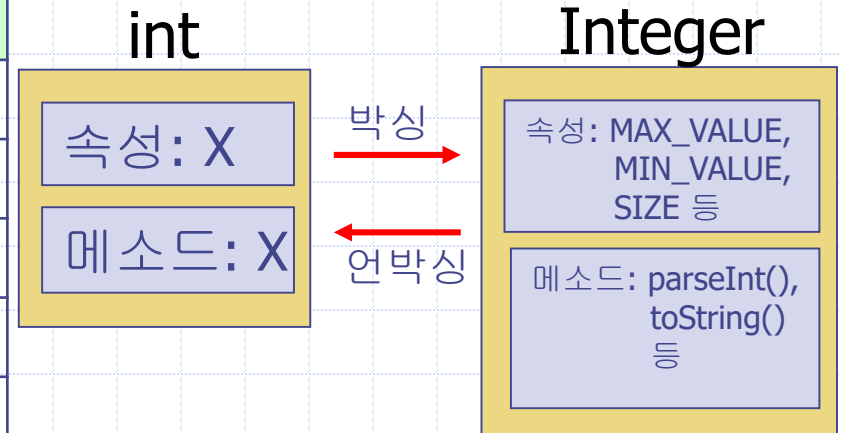 int
속성: X
메소드: X
박싱
언박싱
Integer
속성: MAX_VALUE,
MIN_VALUE,
SIZE 등
메소드: parseInt(),
toString()
등